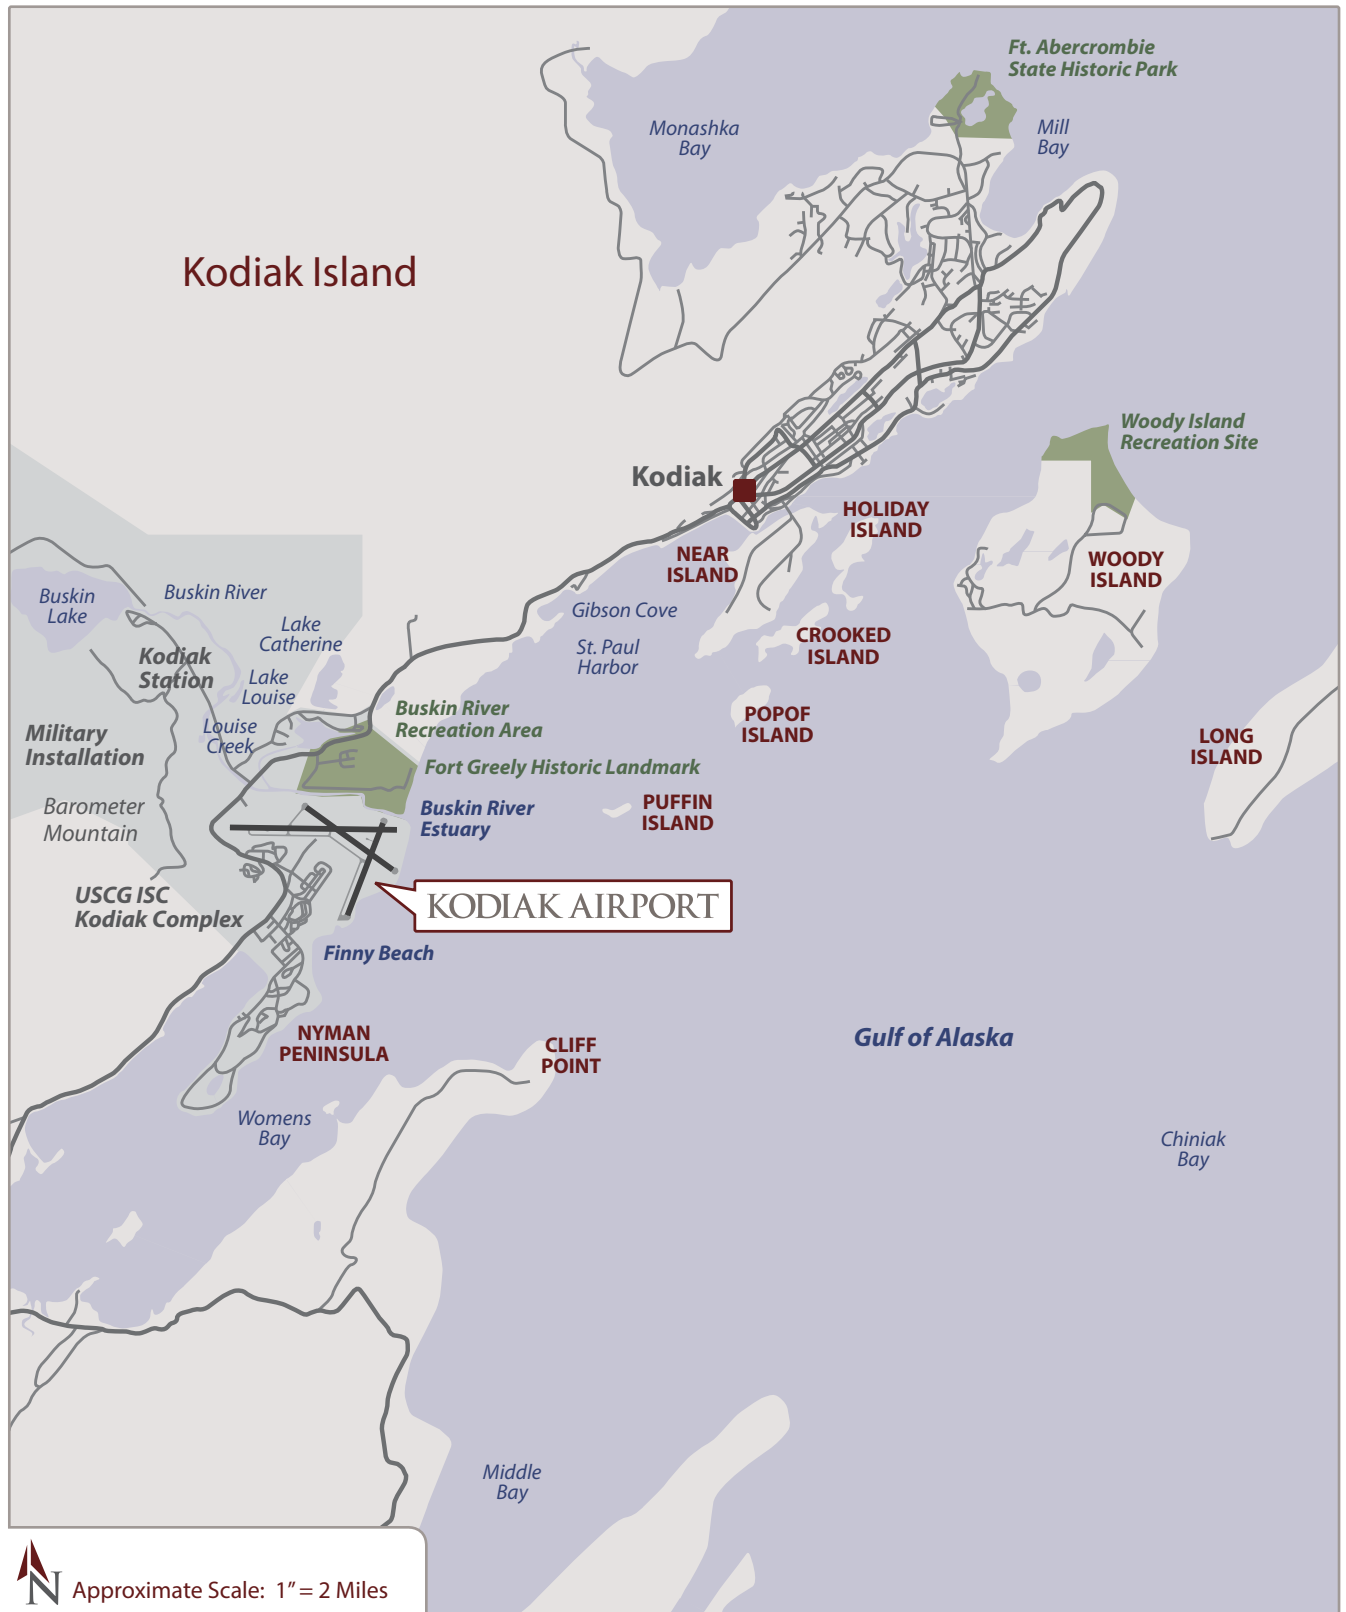 Ft. Abercrombie
State Historic Park
Monashka
Bay
Mill
Bay
Kodiak Island
Woody Island
Recreation Site
Kodiak
HOLIDAY
ISLAND
NEAR
ISLAND
WOODY
ISLAND
Buskin
Lake
Buskin River
Gibson Cove
Lake
Catherine
CROOKED
ISLAND
St. Paul
Harbor
Kodiak
Station
Lake
Louise
Buskin River
Recreation Area
POPOF
ISLAND
Louise
Creek
Military
Installation
LONG
ISLAND
Fort Greely Historic Landmark
Barometer
Mountain
Buskin River
Estuary
PUFFIN
ISLAND
USCG ISC
Kodiak Complex
KODIAK AIRPORT
Finny Beach
NYMAN
PENINSULA
CLIFF
POINT
Gulf of Alaska
Womens
Bay
Chiniak
Bay
Middle
Bay
N
Approximate Scale: 1" = 2 Miles